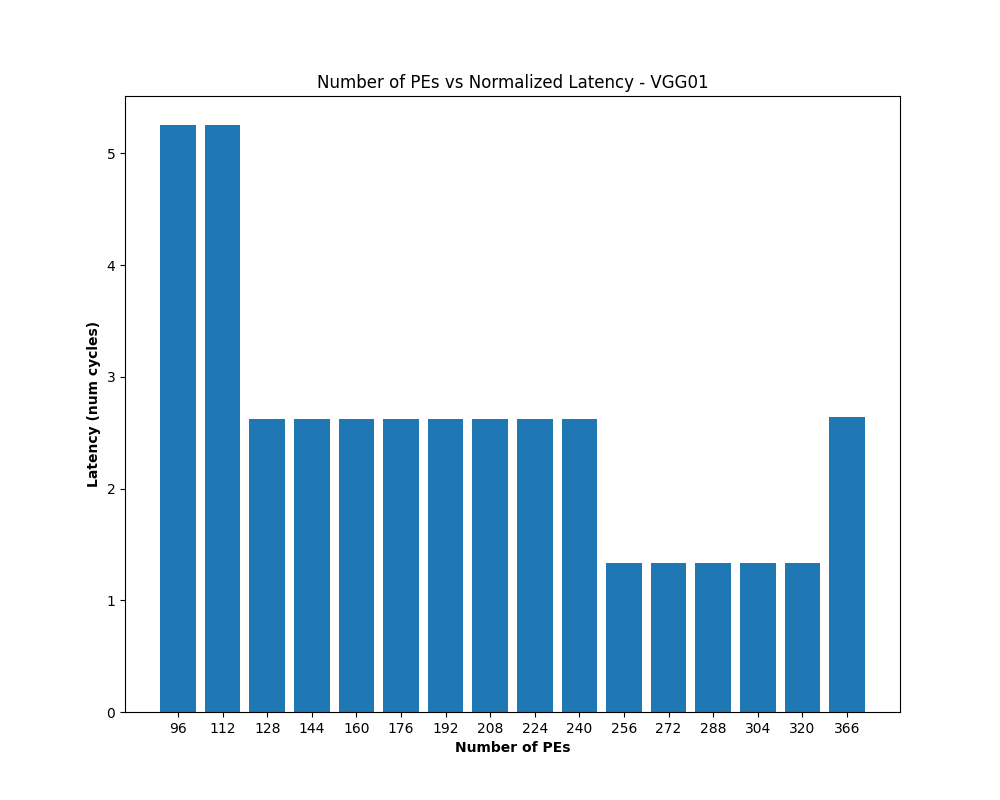 Number of PEs vs Normalized Latency - VGG01
Latency (num cycles)
5
4
3
2
1
0
96 112 128 144 160 176 192 208 224 240 256 272 288 304 320 366
Number of PEs